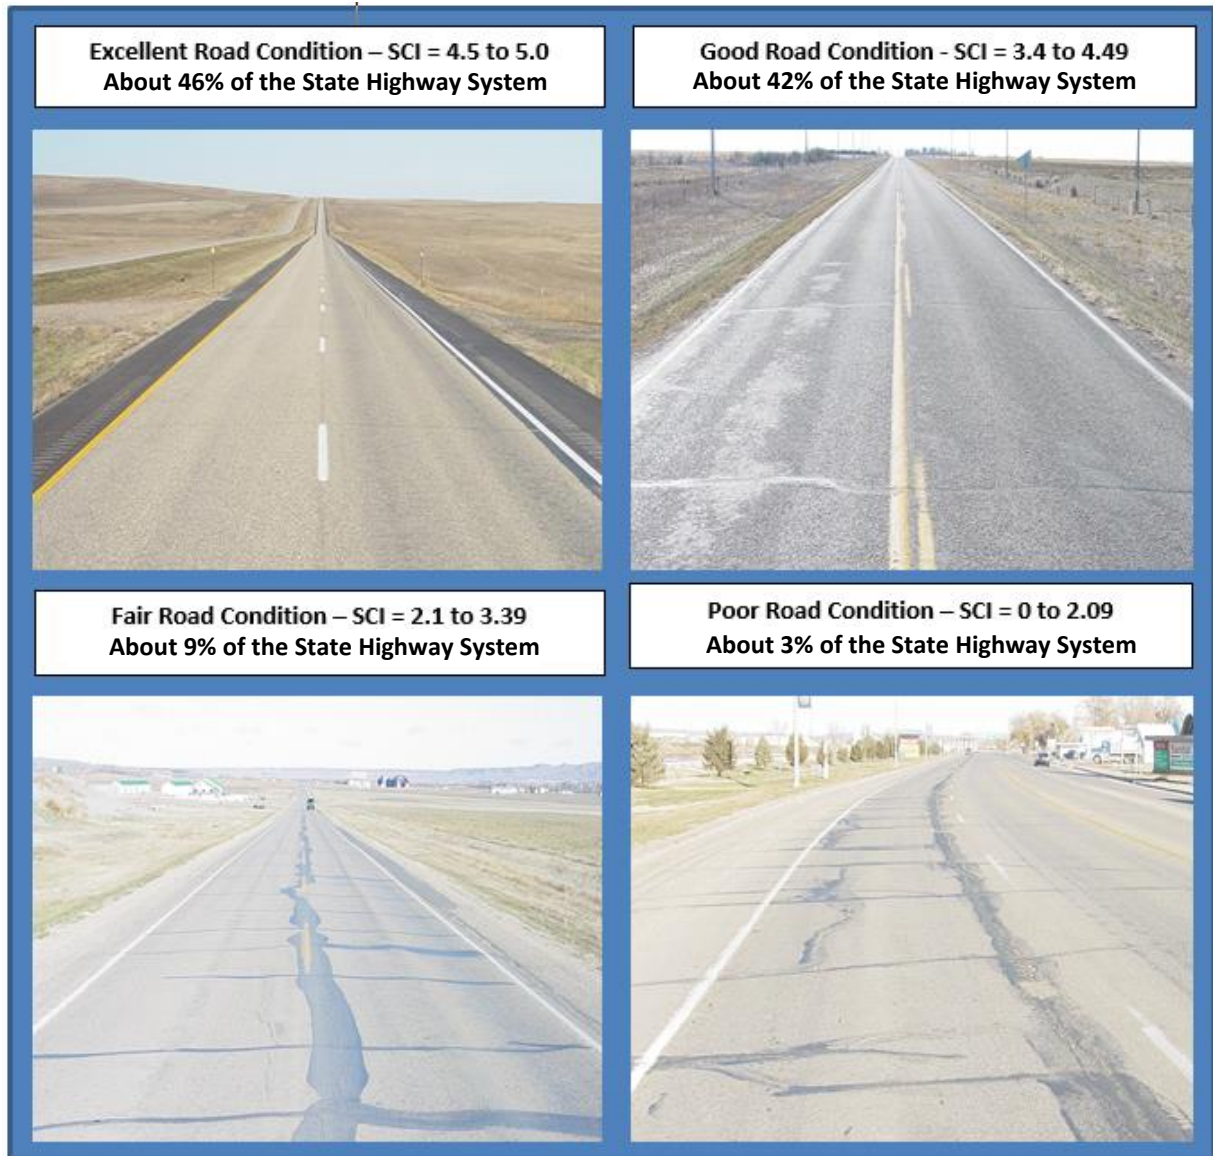 Excellent Road Condition – SCI = 4.5 to 5.0
About 46% of the State Highway System
Good Road Condition - SCI = 3.4 to 4.49
About 42% of the State Highway System
Fair Road Condition – SCI = 2.1 to 3.39
About 9% of the State Highway System
Poor Road Condition – SCI = 0 to 2.09
About 3% of the State Highway System